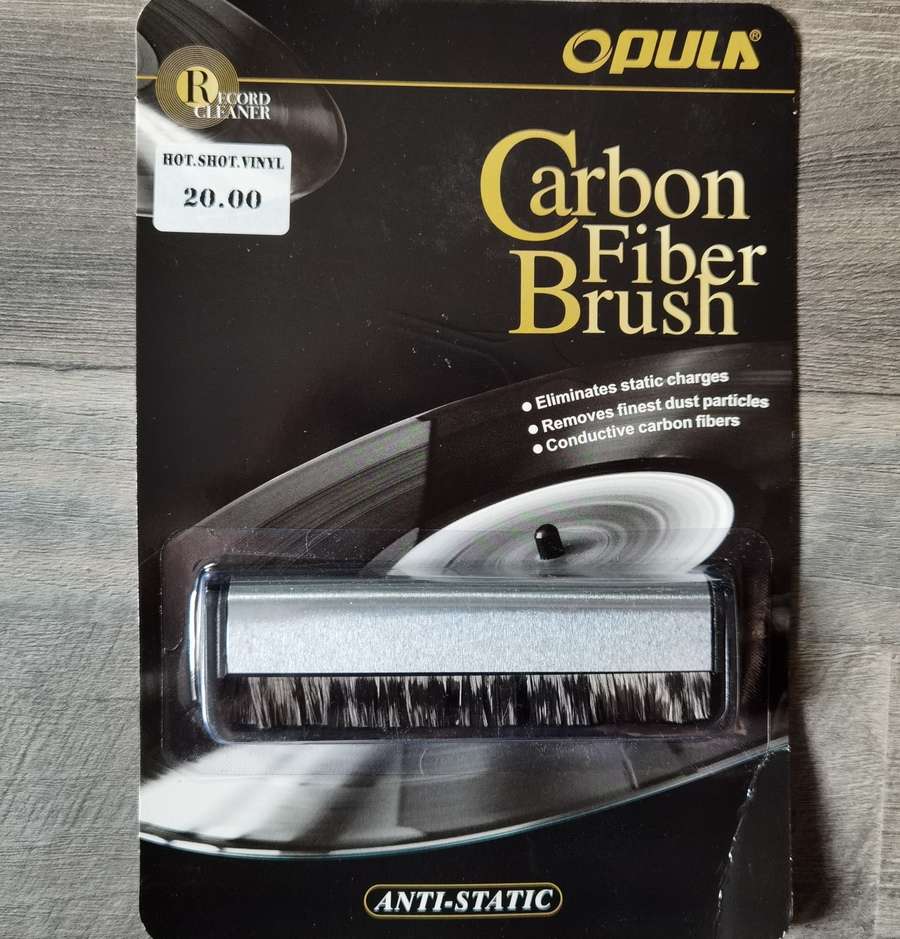 OPULA®
RECORD
CLEANER
HOT.SHOT.VINYL
20.00
Carbon
Fiber
Brush
● Eliminates static charges
● Removes finest dust particles
● Conductive carbon fibers
ANTI-STATIC